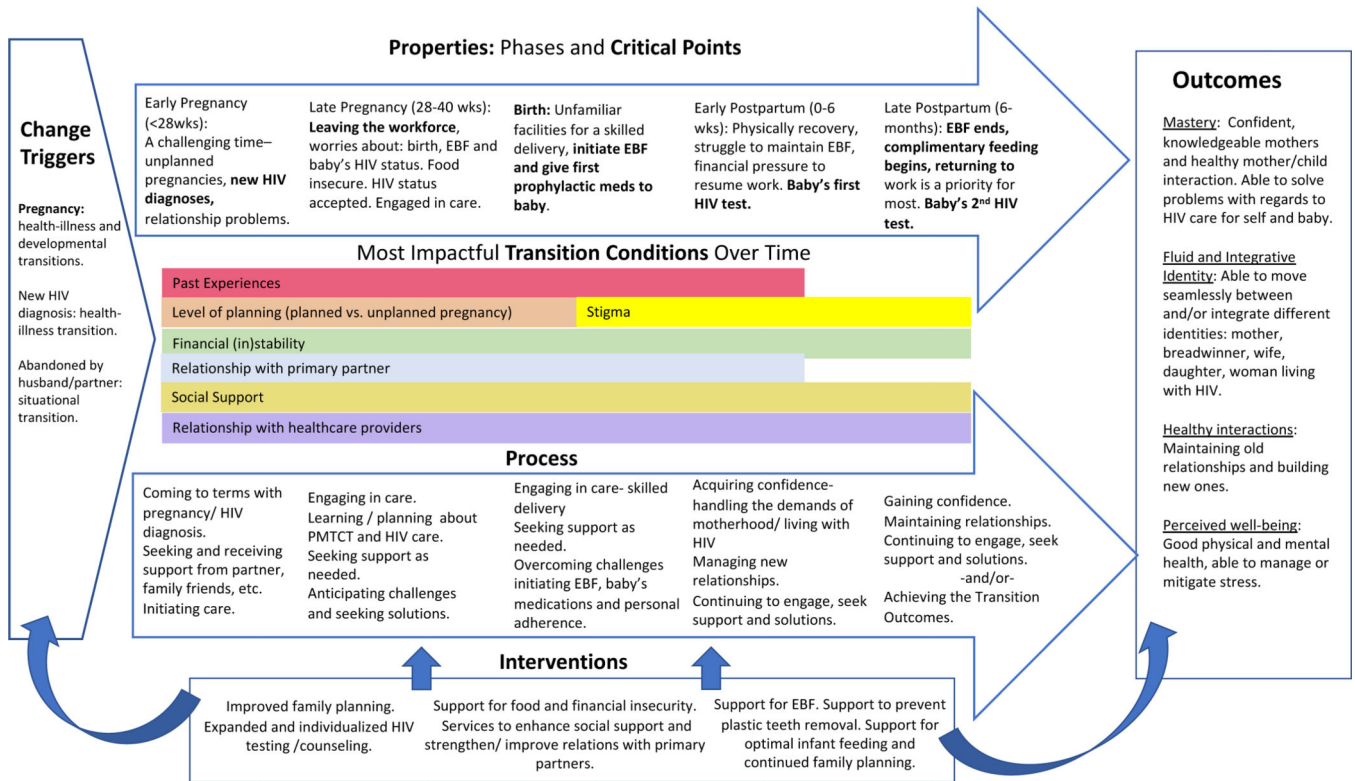 Properties: Phases and Critical Points
Change
Triggers
Pregnancy:
health-illness and
developmental
transitions.
New HIV
diagnosis: health-
illness transition.
Abandoned by
husband/partner:
situational
transition.
Early Pregnancy
(<28wks):
A challenging time–
unplanned
pregnancies, new HIV
diagnoses,
relationship problems.
Late Pregnancy (28-40 wks):
Leaving the workforce,
worries about: birth, EBF and
baby's HIV status. Food
insecure. HIV status
accepted. Engaged in care.
Birth: Unfamiliar
facilities for a skilled
delivery, initiate EBF
and give first
prophylactic meds to
baby.
Early Postpartum (0-6
wks): Physically recovery,
struggle to maintain EBF,
financial pressure to
resume work. Baby's first
HIV test.
Late Postpartum (6-
months): EBF ends,
complimentary feeding
begins, returning to
work is a priority for
most. Baby's 2nd HIV
test.
Most Impactful Transition Conditions Over Time
Past Experiences
Level of planning (planned vs. unplanned pregnancy)
Stigma
Financial (in)stability
Relationship with primary partner
Social Support
Relationship with healthcare providers
Process
Coming to terms with
pregnancy/ HIV
diagnosis.
Seeking and receiving
support from partner,
family friends, etc.
Initiating care.
Engaging in care.
Learning / planning about
PMTCT and HIV care.
Seeking support as
needed.
Anticipating challenges
and seeking solutions.
Engaging in care- skilled
delivery
Seeking support as
needed.
Overcoming challenges
initiating EBF, baby's
medications and personal
adherence.
Acquiring confidence-
handling the demands of
motherhood/ living with
HIV
Managing new
relationships.
Continuing to engage, seek
support and solutions.
Gaining confidence.
Maintaining relationships.
Continuing to engage, seek
support and solutions.
-and/or-
Achieving the Transition
Outcomes.
Interventions
Improved family planning.
Expanded and individualized HIV
testing /counseling.
Support for food and financial insecurity.
Services to enhance social support and
strengthen/ improve relations with primary
partners.
Support for EBF. Support to prevent
plastic teeth removal. Support for
optimal infant feeding and
continued family planning.
Outcomes
Mastery: Confident,
knowledgeable mothers
and healthy mother/child
interaction. Able to solve
problems with regards to
HIV care for self and baby.
Fluid and Integrative
Identity: Able to move
seamlessly between
and/or integrate different
identities: mother,
breadwinner, wife,
daughter, woman living
with HIV.
Healthy interactions:
Maintaining old
relationships and building
new ones.
Perceived well-being:
Good physical and mental
health, able to manage or
mitigate stress.